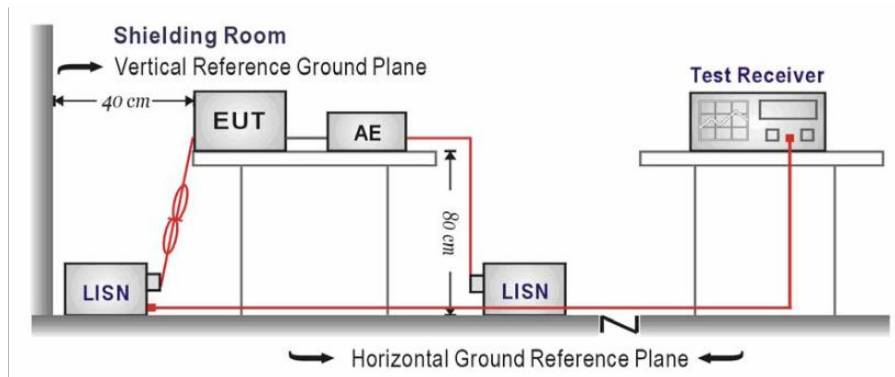 Shielding Room
Vertical Reference Ground Plane
40 cm
EUT
AE
Test Receiver
80 cm
LISN
LISN
Horizontal Ground Reference Plane